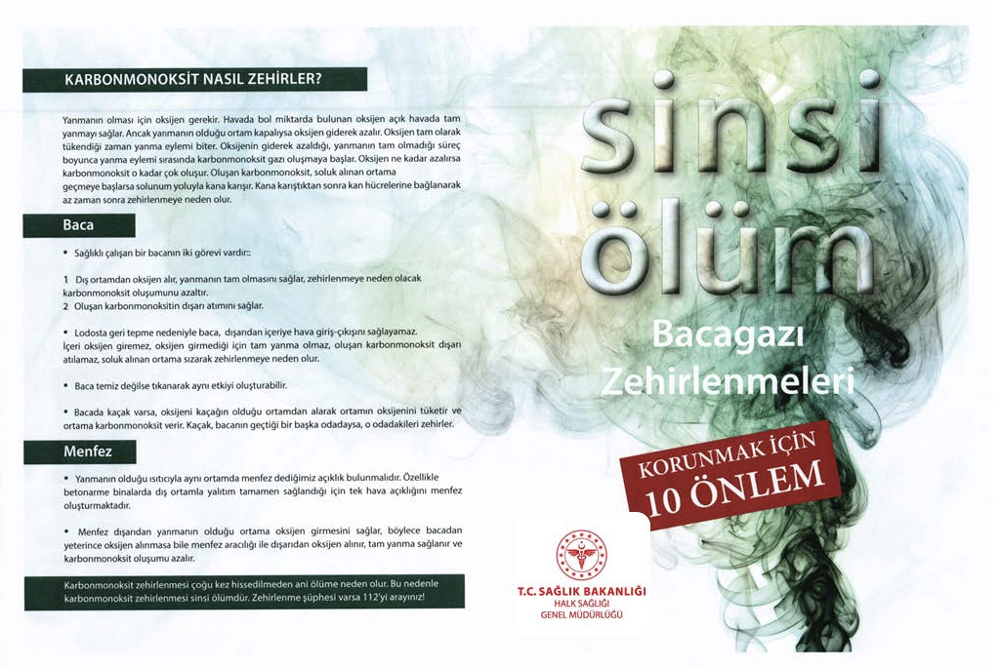 KARBONMONOKSİT NASIL ZEHİRLER?
Yanmanın olması için oksijen gerekir. Havada bol miktarda bulunan oksijen açık havada tam
yanmayı sağlar. Ancak yanmanın olduğu ortam kapalıysa oksijen giderek azalır. Oksijen tam olarak
tükendiği zaman yanma eylemi biter. Oksijenin giderek azaldığı, yanmanın tam olmadığı süreç
boyunca yanma eylemi sırasında karbonmonoksit gazı oluşmaya başlar. Oksijen ne kadar azalırsa
karbonmonoksit o kadar çok oluşur. Oluşan karbonmonoksit, soluk alınan ortama
geçmeye başlarsa solunum yoluyla kana karışır. Kana karıştıktan sonra kan hücrelerine bağlanarak
az zaman sonra zehirlenmeye neden olur.
Baca
* Sağlıklı çalışan bir bacanın iki görevi vardır::
1 Dış ortamdan oksijen alır, yanmanın tam olmasını sağlar, zehirlenmeye neden olacak
karbonmonoksit oluşumunu azaltır.
2 Oluşan karbonmonoksitin dışarı atımını sağlar.
* Lodosta geri tepme nedeniyle baca, dışarıdan içeriye hava giriş-çıkışını sağlayamaz.
İçeri oksijen giremez, oksijen girmediği için tam yanma olmaz, oluşan karbonmonoksit dışarı
atılamaz, soluk alınan ortama sızarak zehirlenmeye neden olur.
* Baca temiz değilse tıkanarak aynı etkiyi oluşturabilir.
* Bacada kaçak varsa, oksijeni kaçağın olduğu ortamdan alarak ortamın oksijenini tüketir ve
ortama karbonmonoksit verir. Kaçak, bacanın geçtiği bir başka odadaysa, o odadakileri zehirler.
Menfez
* Yanmanın olduğu ısıtıcıyla aynı ortamda menfez dediğimiz açıklık bulunmalıdır. Özellikle
betonarme binalarda dış ortamla yalıtım tamamen sağlandığı için tek hava açıklığını menfez
oluşturmaktadır.
* Menfez dışarıdan yanmanın olduğu ortama oksijen girmesini sağlar, böylece bacadan
yeterince oksijen alınmasa bile menfez aracılığı ile dışarıdan oksijen alınır, tam yanma sağlanır ve
karbonmonoksit oluşumu azalır.
Karbonmonoksit zehirlenmesi çoğu kez hissedilmeden ani ölüme neden olur. Bu nedenle
karbonmonoksit zehirlenmesi sinsi ölümdür. Zehirlenme şüphesi varsa 112'yi arayınız!
sinsi
ölüm
Bacagazı
Zehirlenmeleri
KORUNMAK İÇİN
10 ÖNLEM
T.C. SAĞLIK BAKANLIĞI
HALK SAĞLIĞI
GENEL MÜDÜRLÜĞÜ